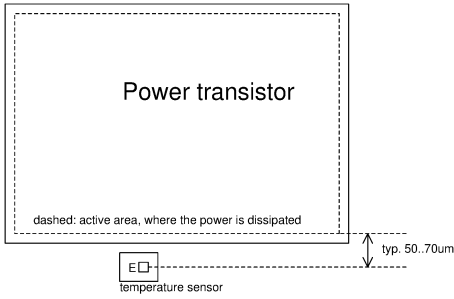 Power transistor
dashed: active area, where the power is dissipated
typ. 50..70um
E
temperature sensor